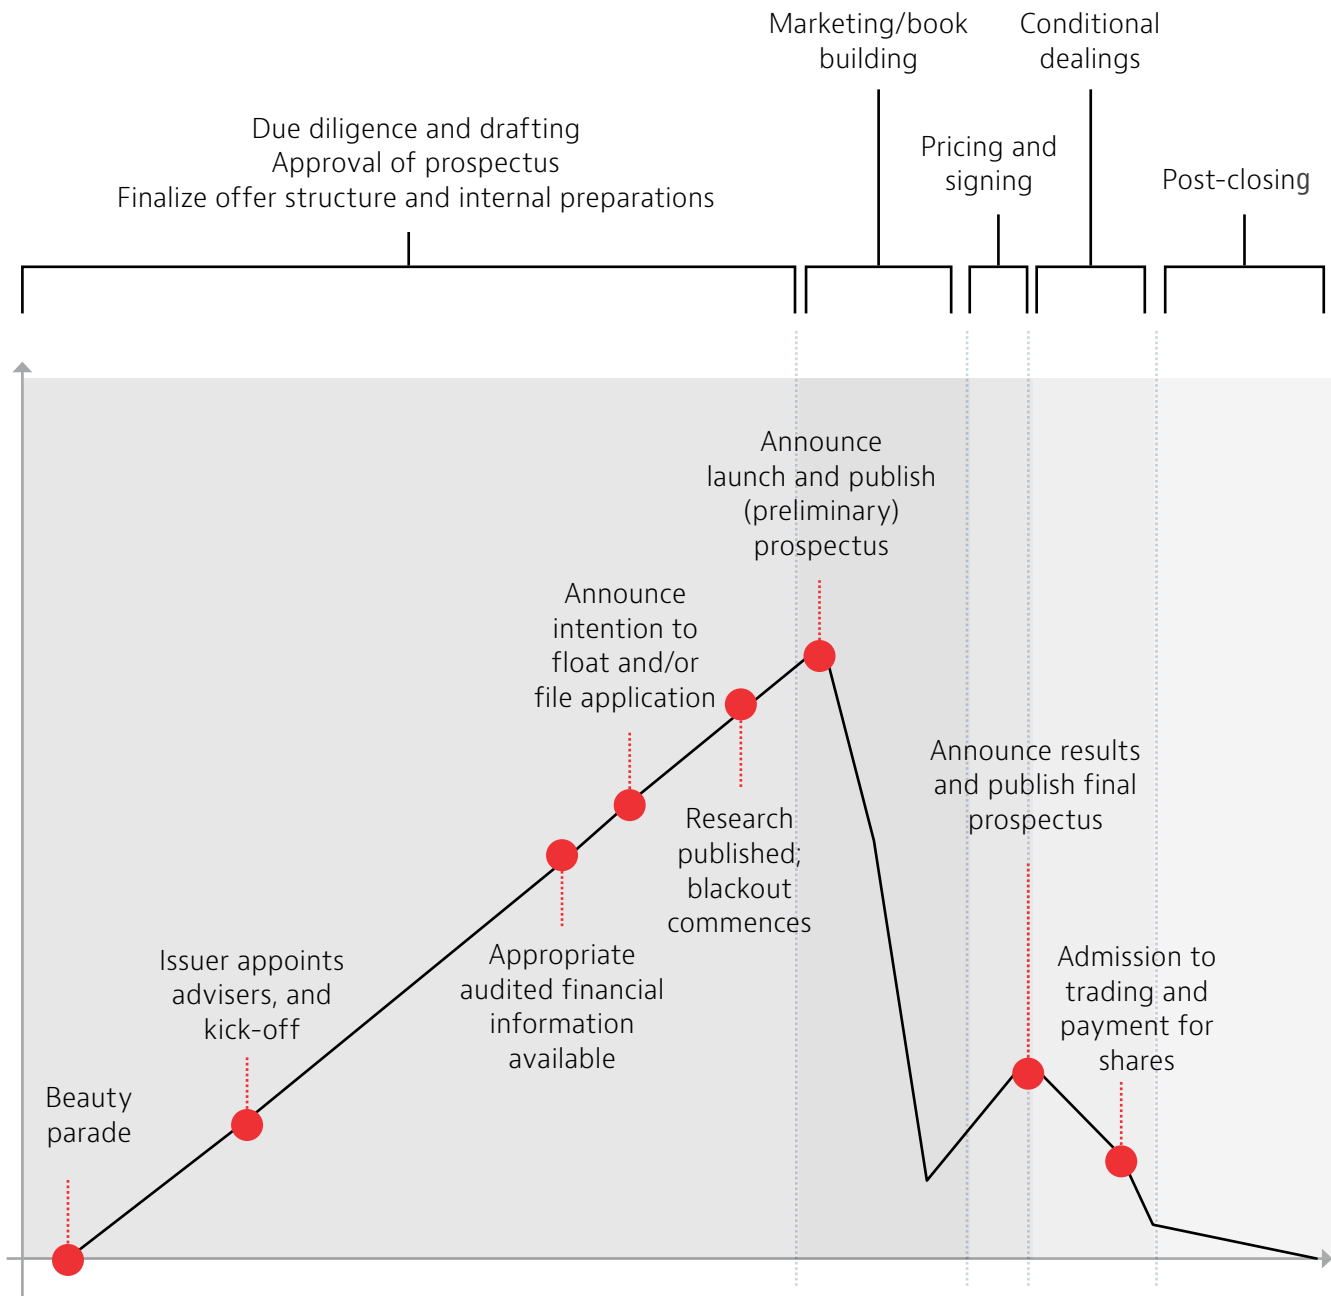 Marketing/book
building
Conditional
dealings
Due diligence and drafting
Approval of prospectus
Finalize offer structure and internal preparations
Pricing and
signing
Post-closing
Announce
launch and publish
(preliminary)
prospectus
Announce
intention to
float and/or
file application
Announce results
and publish final
prospectus
Research
published;
blackout
commences
Appropriate
audited financial
information
available
Issuer appoints
advisers, and
kick-off
Admission to
trading and
payment for
shares
Beauty
parade